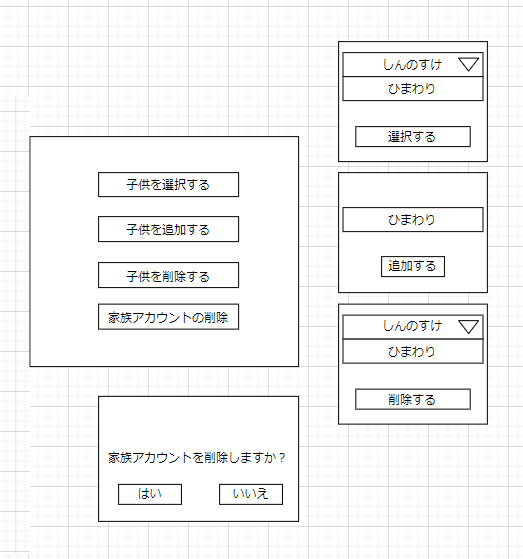 子供を選択する
子供を追加する
子供を削除する
家族アカウントの削除
しんのすけ
ひまわり
選択する
ひまわり
追加する
しんのすけ
ひまわり
削除する
家族アカウントを削除しますか？
はい
いいえ